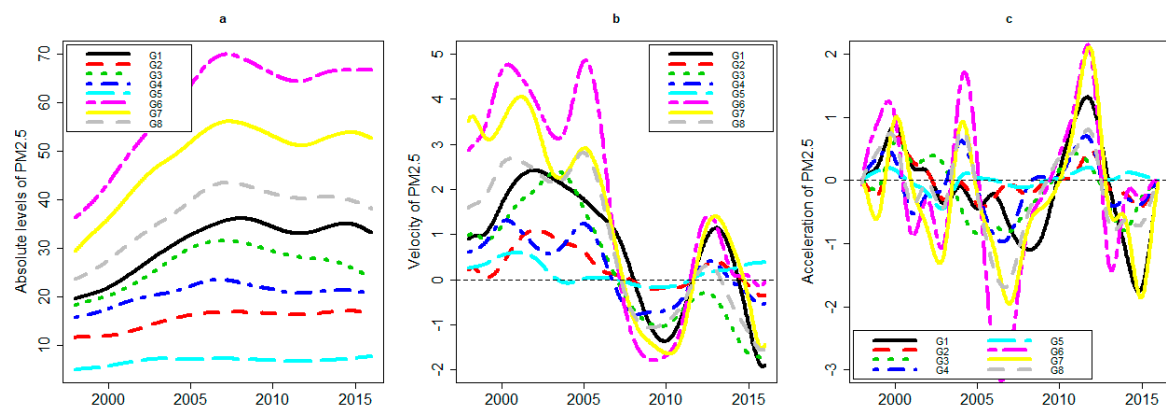 a
Absolute levels of PM2.5
70
60
50
40
30
20
10
2000 2005 2010 2015
G1
G2
G3
G4
G5
G6
G7
G8
b
Velocity of PM2.5
5
4
3
2
1
0
-1
-2
2000 2005 2010 2015
G1
G2
G3
G4
G5
G6
G7
G8
c
Acceleration of PM2.5
2
1
0
-1
-2
-3
2000 2005 2010 2015
G1 G5
G2 G6
G3 G7
G4 G8